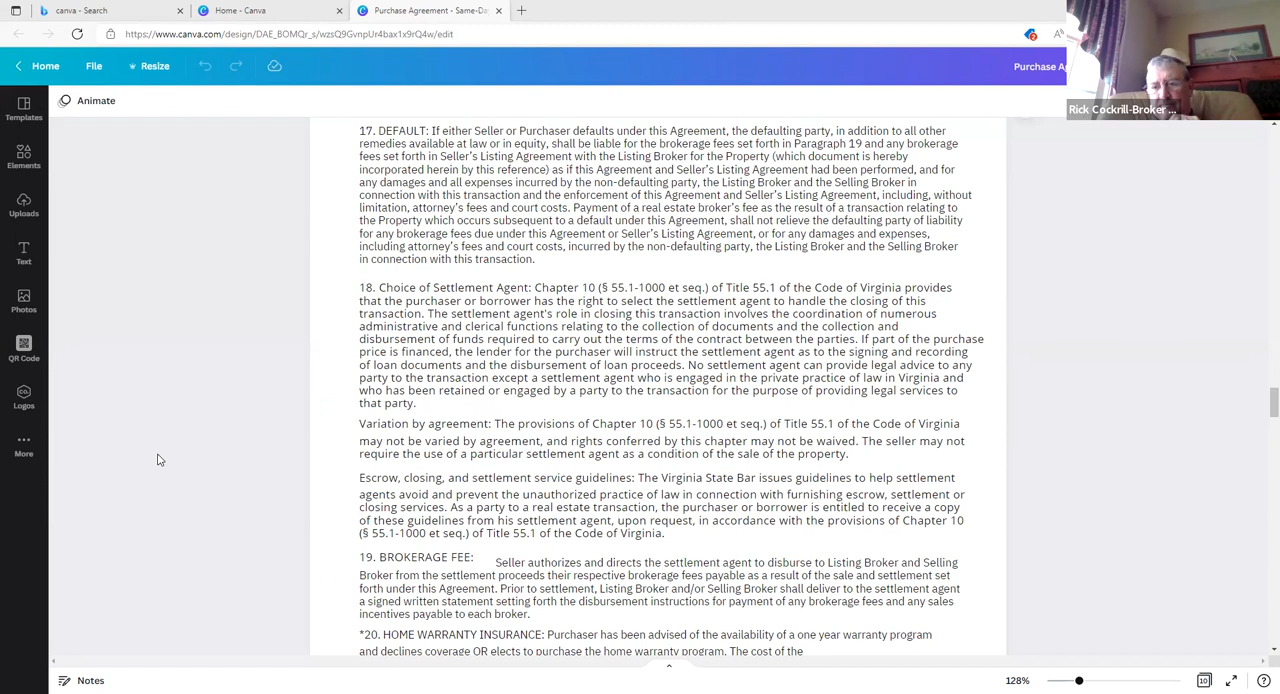 canva - Search
Home - Canva
Purchase Agreement - Same-Da
https://www.canva.com/design/DAE_BOMQr_s/wzsQ9GvnpUr4bax1x9rQ4w/edit
2
Home File Resize
Purchase Ag
Animate
Rick Cockrill-Broker ...
Templates
Elements
Uploads
Text
Photos
QR Code
Logos
More
17. DEFAULT: If either Seller or Purchaser defaults under this Agreement, the defaulting party, in addition to all other
remedies available at law or in equity, shall be liable for the brokerage fees set forth in Paragraph 19 and any brokerage
fees set forth in Seller's Listing Agreement with the Listing Broker for the Property (which document is hereby
incorporated herein by this reference) as if this Agreement and Seller's Listing Agreement had been performed, and for
any damages and all expenses incurred by the non-defaulting party, the Listing Broker and the Selling Broker in
connection with this transaction and the enforcement of this Agreement and Seller's Listing Agreement, including, without
limitation, attorney's fees and court costs. Payment of a real estate broker's fee as the result of a transaction relating to
the Property which occurs subsequent to a default under this Agreement, shall not relieve the defaulting party of liability
for any brokerage fees due under this Agreement or Seller's Listing Agreement, or for any damages and expenses,
including attorney's fees and court costs, incurred by the non-defaulting party, the Listing Broker and the Selling Broker
in connection with this transaction.
18. Choice of Settlement Agent: Chapter 10 (§ 55.1-1000 et seq.) of Title 55.1 of the Code of Virginia provides
that the purchaser or borrower has the right to select the settlement agent to handle the closing of this
transaction. The settlement agent's role in closing this transaction involves the coordination of numerous
administrative and clerical functions relating to the collection of documents and the collection and
disbursement of funds required to carry out the terms of the contract between the parties. If part of the purchase
price is financed, the lender for the purchaser will instruct the settlement agent as to the signing and recording
of loan documents and the disbursement of loan proceeds. No settlement agent can provide legal advice to any
party to the transaction except a settlement agent who is engaged in the private practice of law in Virginia and
who has been retained or engaged by a party to the transaction for the purpose of providing legal services to
that party.
Variation by agreement: The provisions of Chapter 10 (§ 55.1-1000 et seq.) of Title 55.1 of the Code of Virginia
may not be varied by agreement, and rights conferred by this chapter may not be waived. The seller may not
require the use of a particular settlement agent as a condition of the sale of the property.
Escrow, closing, and settlement service guidelines: The Virginia State Bar issues guidelines to help settlement
agents avoid and prevent the unauthorized practice of law in connection with furnishing escrow, settlement or
closing services. As a party to a real estate transaction, the purchaser or borrower is entitled to receive a copy
of these guidelines from his settlement agent, upon request, in accordance with the provisions of Chapter 10
(§ 55.1-1000 et seq.) of Title 55.1 of the Code of Virginia.
19. BROKERAGE FEE: Seller authorizes and directs the settlement agent to disburse to Listing Broker and Selling
Broker from the settlement proceeds their respective brokerage fees payable as a result of the sale and settlement set
forth under this Agreement. Prior to settlement, Listing Broker and/or Selling Broker shall deliver to the settlement agent
a signed written statement setting forth the disbursement instructions for payment of any brokerage fees and any sales
incentives payable to each broker.
*20. HOME WARRANTY INSURANCE: Purchaser has been advised of the availability of a one year warranty program
and declines coverage OR elects to purchase the home warranty program. The cost of the
Notes
128%
10